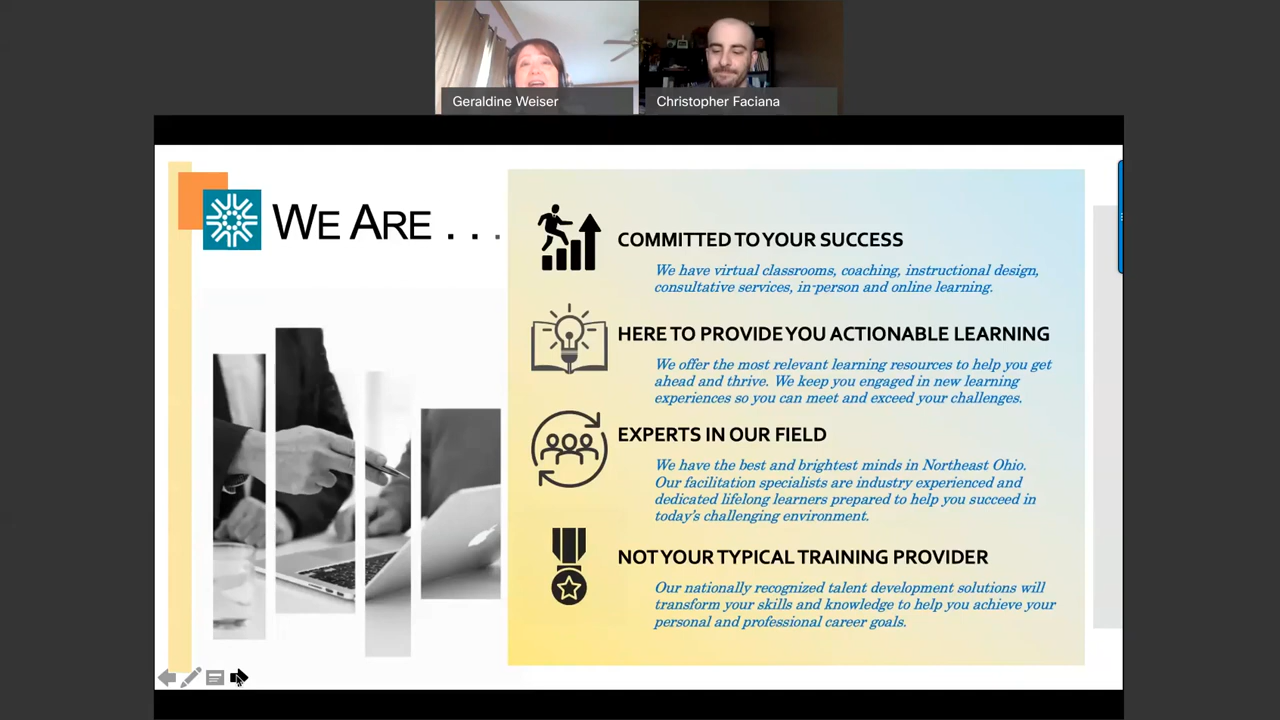 Geraldine Weiser
Christopher Faciana
WE ARE . . .
COMMITTED TO YOUR SUCCESS
We have virtual classrooms, coaching, instructional design,
consultative services, in-person and online learning.
HERE TO PROVIDE YOU ACTIONABLE LEARNING
We offer the most relevant learning resources to help you get
ahead and thrive. We keep you engaged in new learning
experiences so you can meet and exceed your challenges.
EXPERTS IN OUR FIELD
We have the best and brightest minds in Northeast Ohio.
Our facilitation specialists are industry experienced and
dedicated lifelong learners prepared to help you succeed in
today's challenging environment.
NOT YOUR TYPICAL TRAINING PROVIDER
Our nationally recognized talent development solutions will
transform your skills and knowledge to help you achieve your
personal and professional career goals.